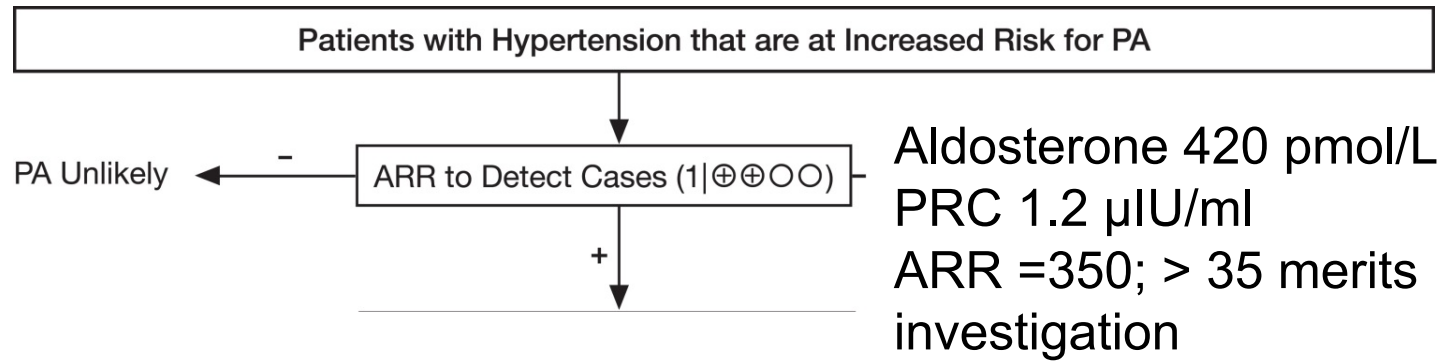 Patients with Hypertension that are at Increased Risk for PA
PA Unlikely
–
ARR to Detect Cases (1|⊕⊕○○)
+
Aldosterone 420 pmol/L
PRC 1.2 µIU/ml
ARR =350; > 35 merits
investigation